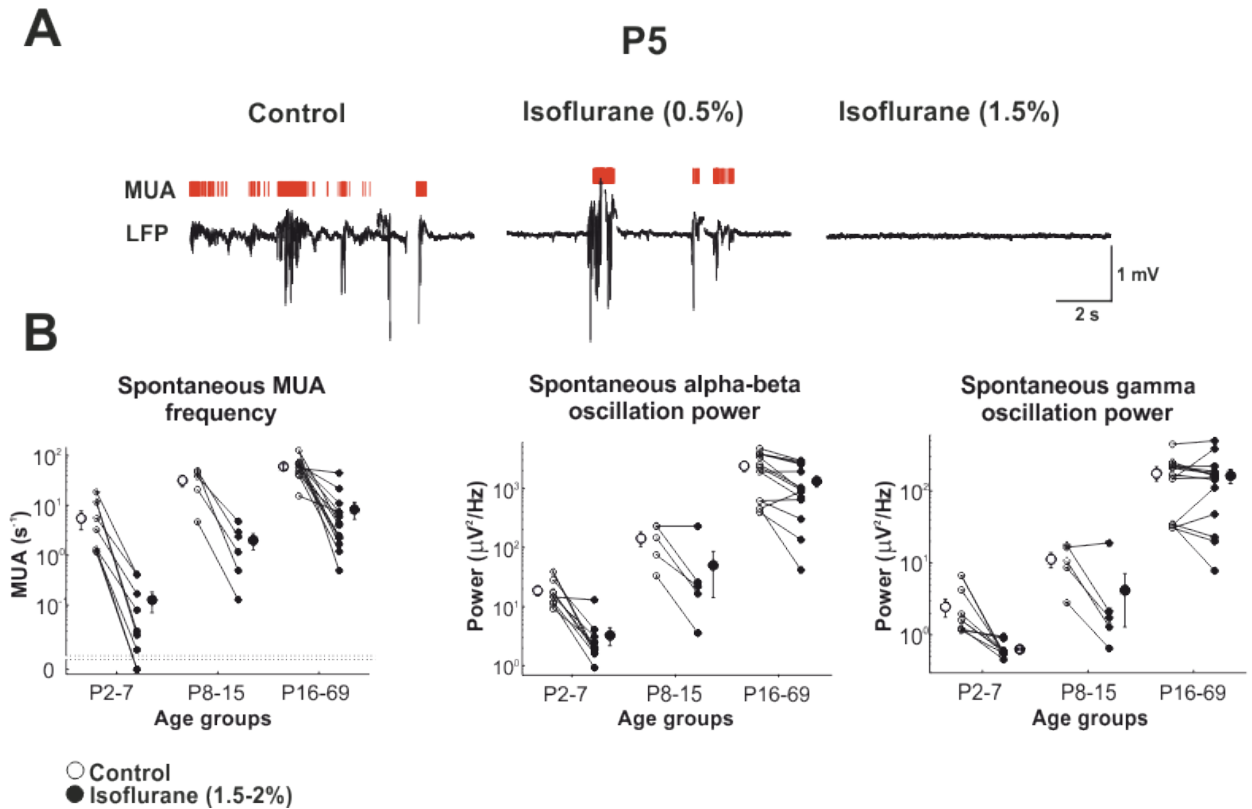 A
P5
Control
Isoflurane (0.5%)
Isoflurane (1.5%)
MUA
LFP
1 mV
2 s
B
Spontaneous MUA
frequency
MUA (s⁻¹)
10²
10¹
10⁰
10⁻¹
0
P2-7
P8-15
P16-69
Age groups
Spontaneous alpha-beta
oscillation power
Power (μV²/Hz)
10³
10²
10¹
10⁰
P2-7
P8-15
P16-69
Age groups
Spontaneous gamma
oscillation power
Power (μV²/Hz)
10²
10¹
10⁰
P2-7
P8-15
P16-69
Age groups
Control
Isoflurane (1.5-2%)